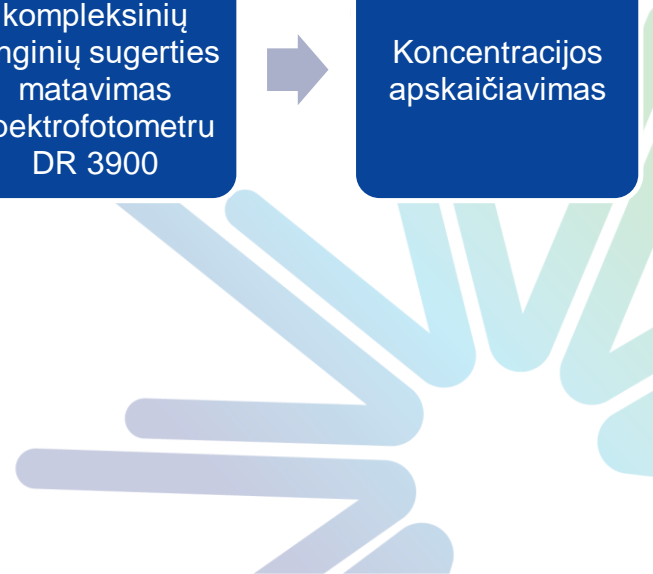 kompleksinių
nginių sugerties
matavimas
pektrofotometru
DR 3900
Koncentracijos
apskaičiavimas